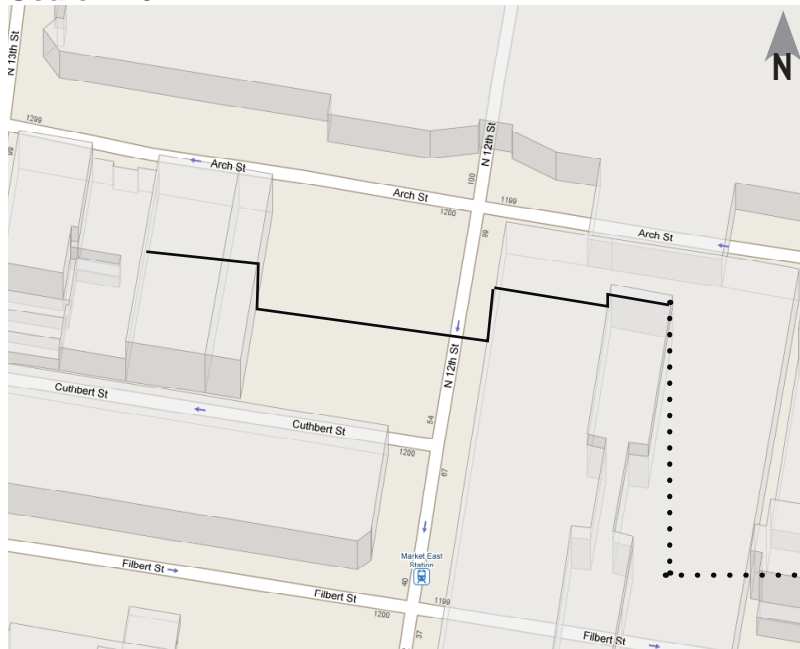 N 13th St
N
1299
99
N 12th St
100
Arch St
Arch St
1200
1199
99
Arch St
N 12th St
Cuthbert St
54
Cuthbert St
1200
67
Market East
Station
Filbert St
40
Filbert St
1199
1200
37
Filbert St